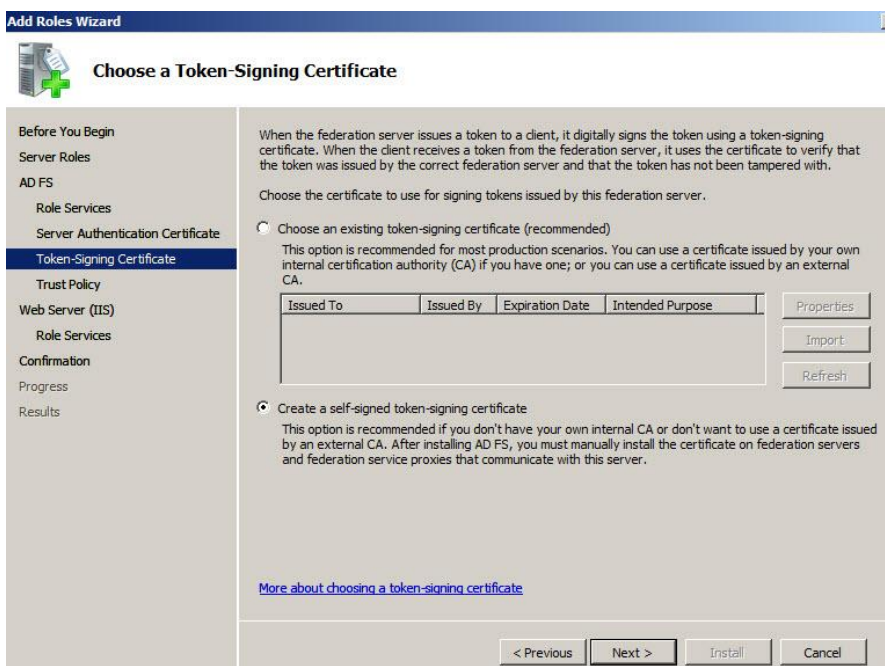 Add Roles Wizard
Choose a Token-Signing Certificate
Before You Begin
Server Roles
AD FS
Role Services
Server Authentication Certificate
Token-Signing Certificate
Trust Policy
Web Server (IIS)
Role Services
Confirmation
Progress
Results
When the federation server issues a token to a client, it digitally signs the token using a token-signing
certificate. When the client receives a token from the federation server, it uses the certificate to verify that
the token was issued by the correct federation server and that the token has not been tampered with.
Choose the certificate to use for signing tokens issued by this federation server.
Choose an existing token-signing certificate (recommended)
This option is recommended for most production scenarios. You can use a certificate issued by your own
internal certification authority (CA) if you have one; or you can use a certificate issued by an external
CA.
Issued To Issued By Expiration Date Intended Purpose
Properties
Import
Refresh
Create a self-signed token-signing certificate
This option is recommended if you don't have your own internal CA or don't want to use a certificate issued
by an external CA. After installing AD FS, you must manually install the certificate on federation servers
and federation service proxies that communicate with this server.
More about choosing a token-signing certificate
< Previous Next > Install Cancel